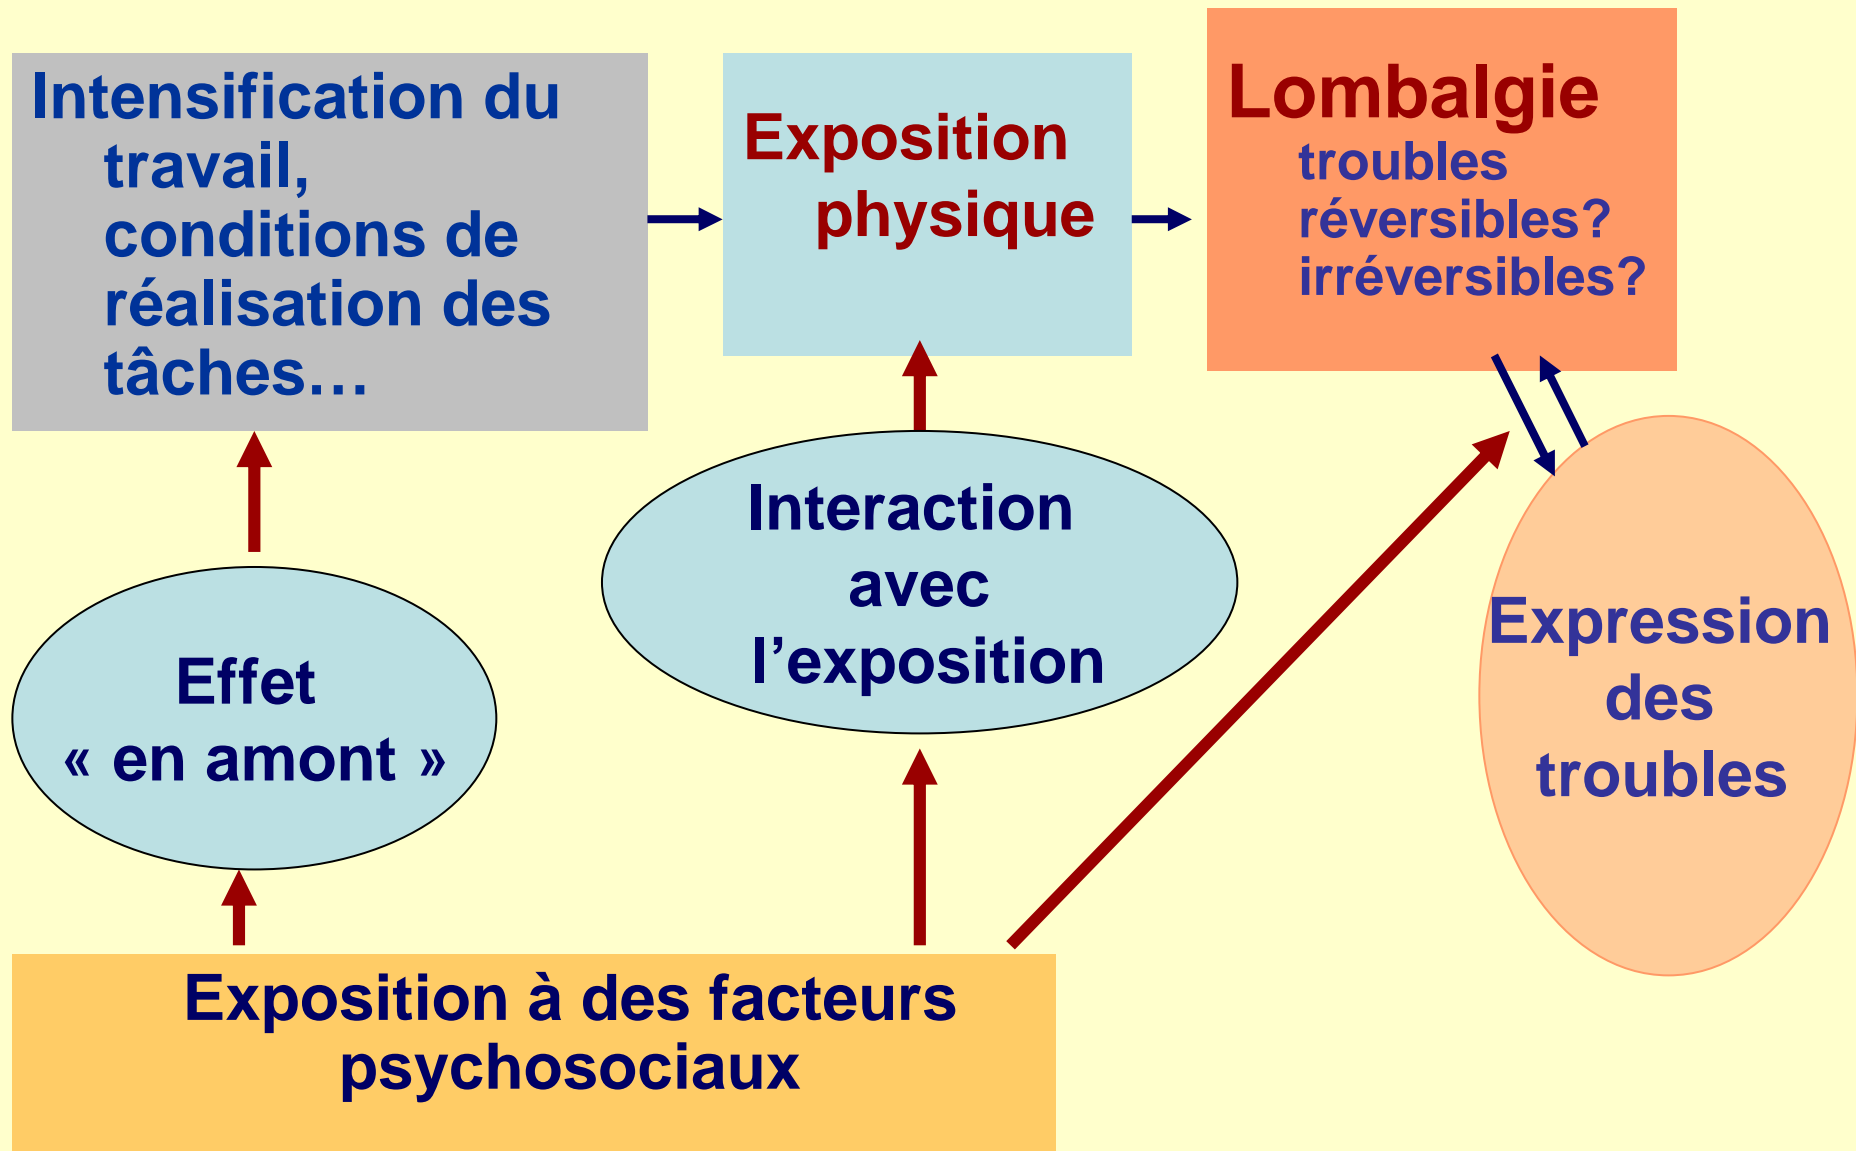 Intensification du
travail,
conditions de
réalisation des
tâches…
Exposition
physique
Lombalgie
troubles
réversibles?
irréversibles?
Interaction
avec
l’exposition
Effet
« en amont »
Expression
des
troubles
Exposition à des facteurs
psychosociaux